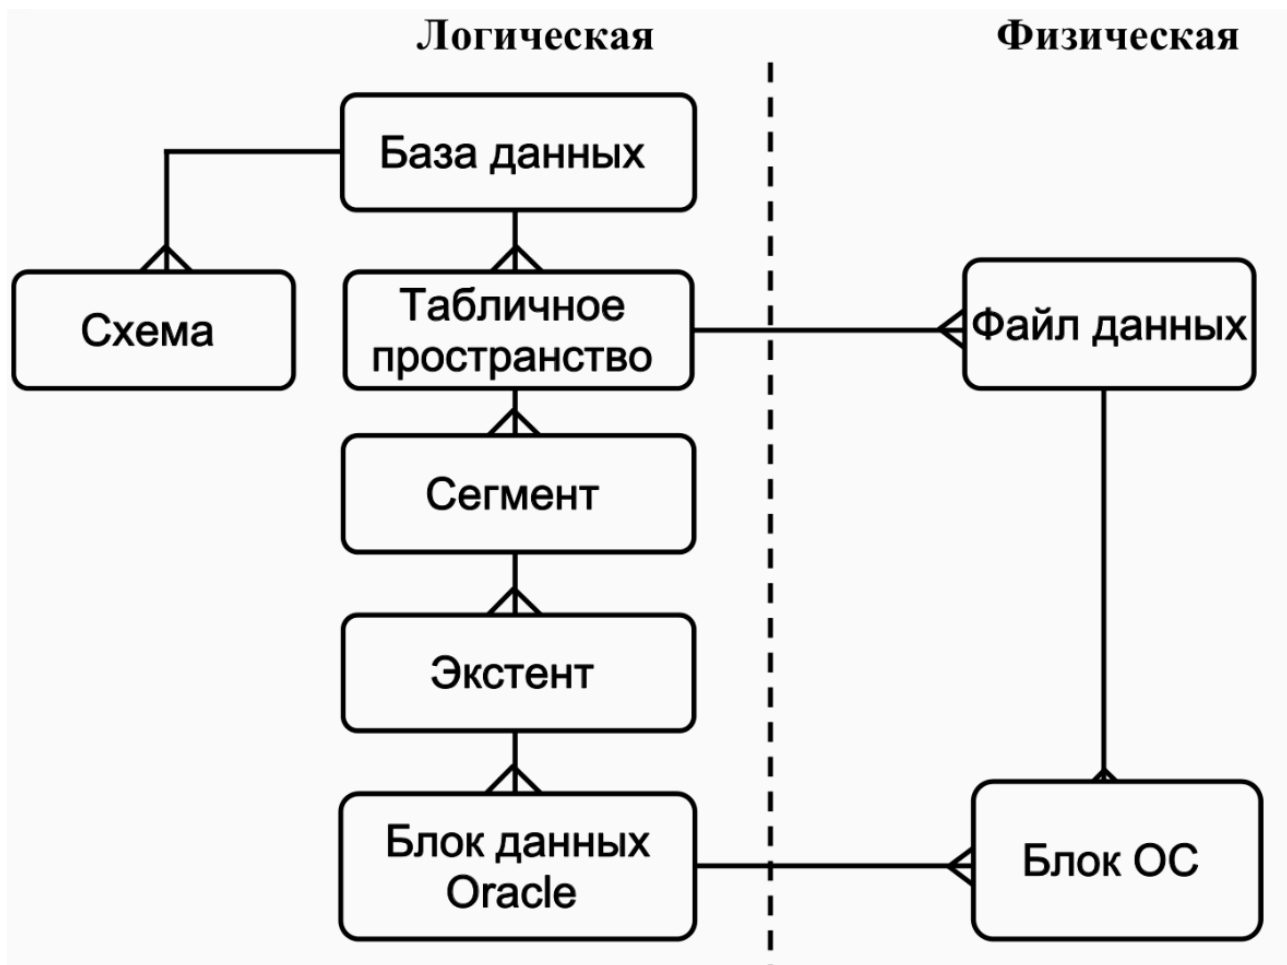 Логическая
Физическая
База данных
Схема
Табличное
пространство
Файл данных
Сегмент
Экстент
Блок данных
Oracle
Блок ОС